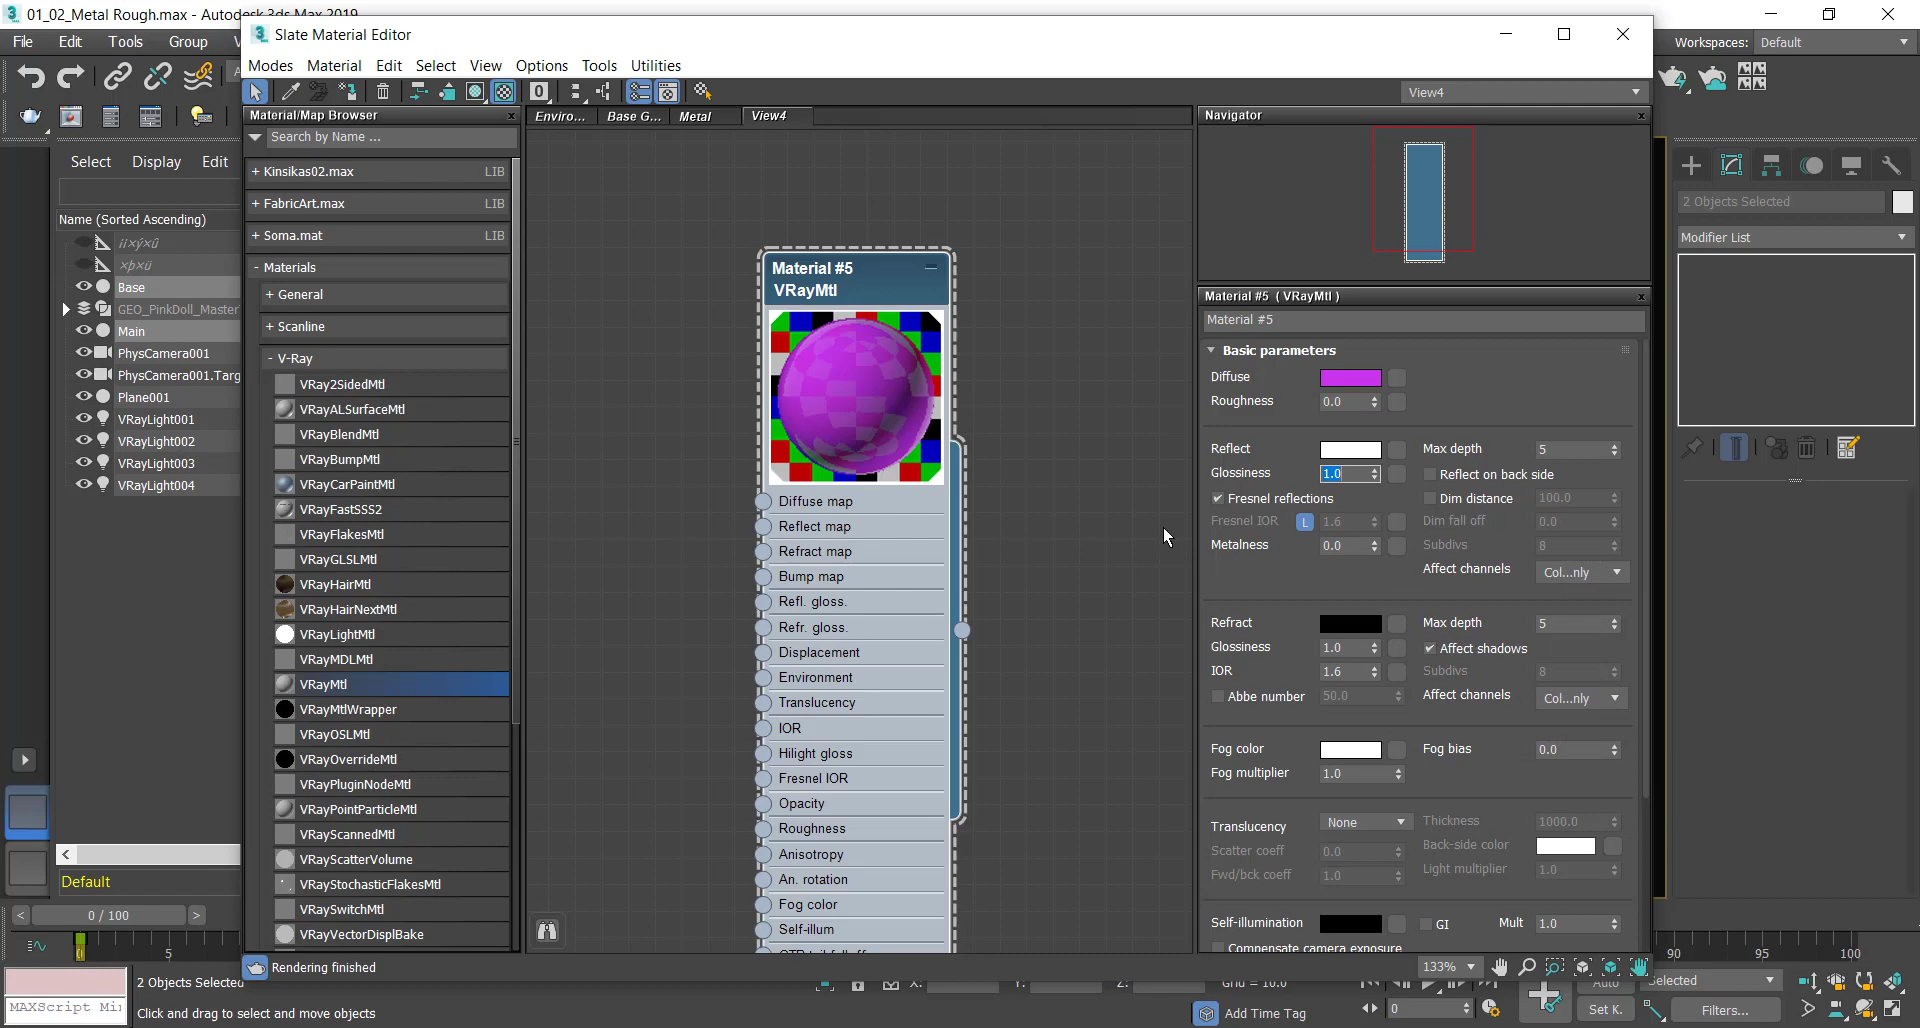 01_02_Metal Rough.max - Autodesk 3ds Max 2019
File Edit Tools Group
Workspaces: Default
Slate Material Editor
Modes Material Edit Select View Options Tools Utilities
View4
Material/Map Browser
Search by Name ...
+ Kinsikas02.max LIB
+ FabricArt.max LIB
+ Soma.mat LIB
- Materials
+ General
+ Scanline
- V-Ray
VRay2SidedMtl
VRayALSurfaceMtl
VRayBlendMtl
VRayBumpMtl
VRayCarPaintMtl
VRayFastSSS2
VRayFlakesMtl
VRayGLSLMtl
VRayHairMtl
VRayHairNextMtl
VRayLightMtl
VRayMDLMtl
VRayMtl
VRayMtlWrapper
VRayOSLMtl
VRayOverrideMtl
VRayPluginNodeMtl
VRayPointParticleMtl
VRayScannedMtl
VRayScatterVolume
VRayStochasticFlakesMtl
VRaySwitchMtl
VRayVectorDisplBake
Rendering finished
Enviro... Base G... Metal View4
Material #5
VRayMtl
Diffuse map
Reflect map
Refract map
Bump map
Refl. gloss.
Refr. gloss.
Displacement
Environment
Translucency
IOR
Hilight gloss
Fresnel IOR
Opacity
Roughness
Anisotropy
An. rotation
Fog color
Self-illum
Navigator
Material #5 ( VRayMtl )
Material #5
Basic parameters
Diffuse
Roughness 0.0
Reflect Max depth 5
Glossiness 1.0 Reflect on back side
Fresnel reflections Dim distance 100.0
Fresnel IOR L 1.6 Dim fall off 0.0
Metalness 0.0 Subdivs 8
Affect channels Col...nly
Refract Max depth 5
Glossiness 1.0 Affect shadows
IOR 1.6 Subdivs 8
Abbe number 50.0 Affect channels Col...nly
Fog color Fog bias 0.0
Fog multiplier 1.0
Translucency None Thickness 1000.0
Scatter coeff 0.0 Back-side color
Fwd/bck coeff 1.0 Light multiplier 1.0
Self-illumination GI Mult 1.0
Compensate camera exposure
133%
Select Display Edit
Name (Sorted Ascending)
Base
GEO_PinkDoll_Master
Main
PhysCamera001
PhysCamera001.Targ
Plane001
VRayLight001
VRayLight002
VRayLight003
VRayLight004
Default
< 0 / 100 >
0 5
2 Objects Selected
MAXScript Mi
Click and drag to select and move objects
X: Y: Z: Grid = 10.0
Add Time Tag
2 Objects Selected
Modifier List
90 95 100
Auto Selected
0 Set K. Filters...